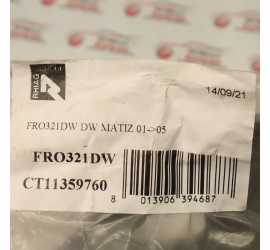 RHIAG
14/09/21
FRO321DW DW MATIZ 01->05
FRO321DW
CT11359760
8 013906 394687